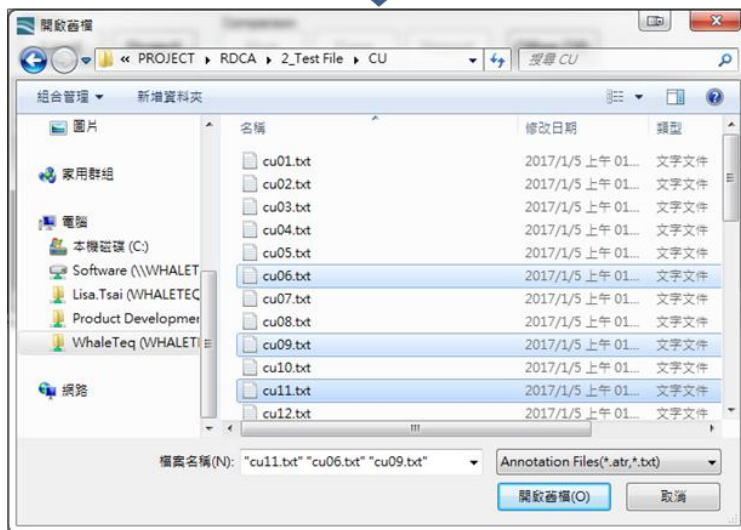 開啟舊檔
Comparison
« PROJECT ▸ RDCA ▸ 2_Test File ▸ CU
搜尋 CU
組合管理 ▼ 新增資料夾
圖片
家用群組
電腦
本機磁碟 (C:)
Software (\\WHALET
Lisa.Tsai (WHALETEQ
Product Developmer
WhaleTeq (WHALETI
網路
名稱 修改日期 類型
cu01.txt 2017/1/5 上午 01... 文字文件
cu02.txt 2017/1/5 上午 01... 文字文件
cu03.txt 2017/1/5 上午 01... 文字文件
cu04.txt 2017/1/5 上午 01... 文字文件
cu05.txt 2017/1/5 上午 01... 文字文件
cu06.txt 2017/1/5 上午 01... 文字文件
cu07.txt 2017/1/5 上午 01... 文字文件
cu08.txt 2017/1/5 上午 01... 文字文件
cu09.txt 2017/1/5 上午 01... 文字文件
cu10.txt 2017/1/5 上午 01... 文字文件
cu11.txt 2017/1/5 上午 01... 文字文件
cu12.txt 2017/1/5 上午 01... 文字文件
檔案名稱(N): "cu11.txt" "cu06.txt" "cu09.txt"
Annotation Files(*.atr,*.txt)
開啟舊檔(O) 取消